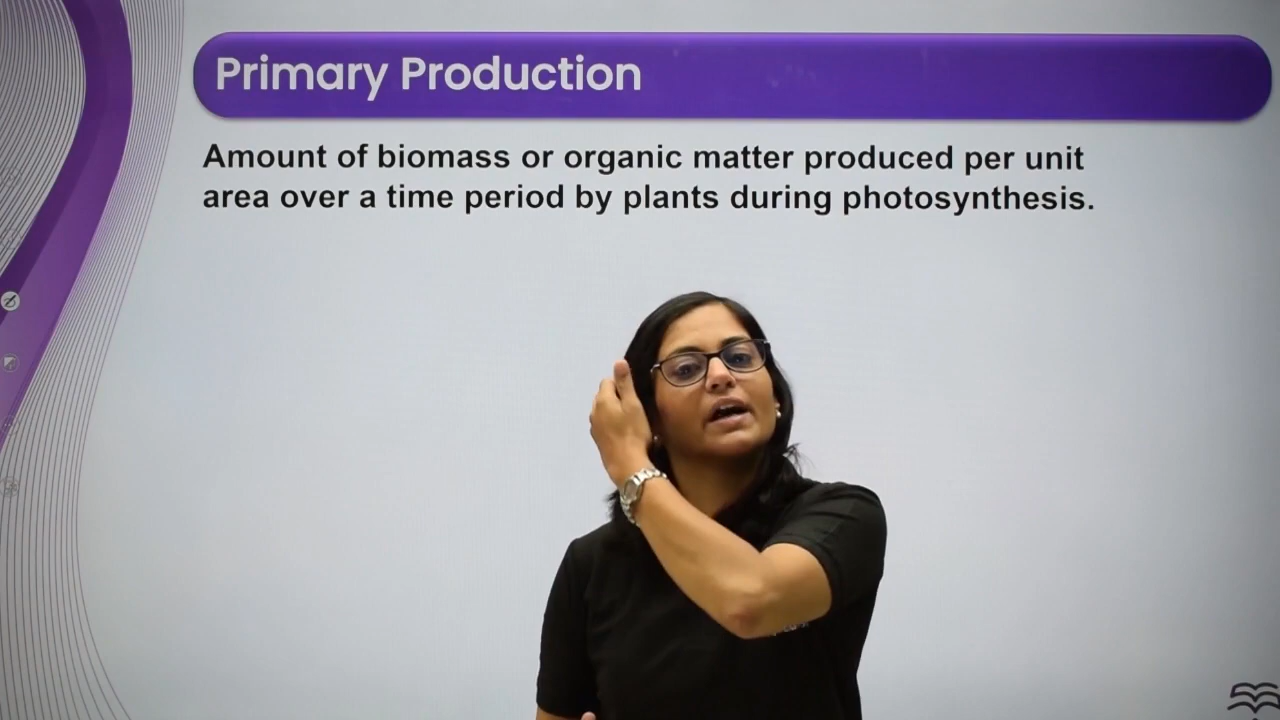 Primary Production
Amount of biomass or organic matter produced per unit
area over a time period by plants during photosynthesis.